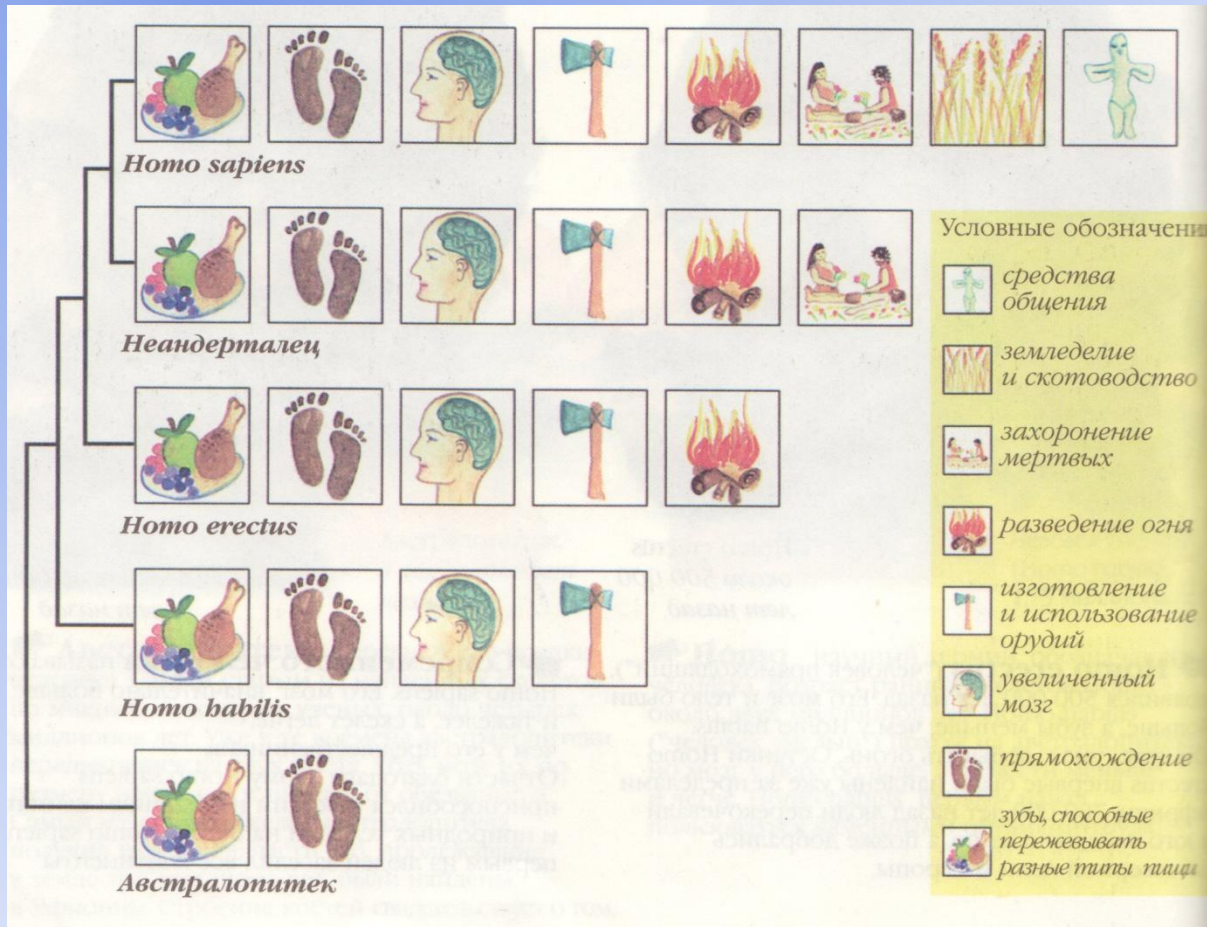 Homo sapiens
Неандерталец
Homo erectus
Homo habilis
Австралопитек
Условные обозначени
средства
общения
земледелие
и скотоводство
захоронение
мертвых
разведение огня
изготовление
и использование
орудий
увеличенный
мозг
прямохождение
зубы, способные
пережевывать
разные типы пищи